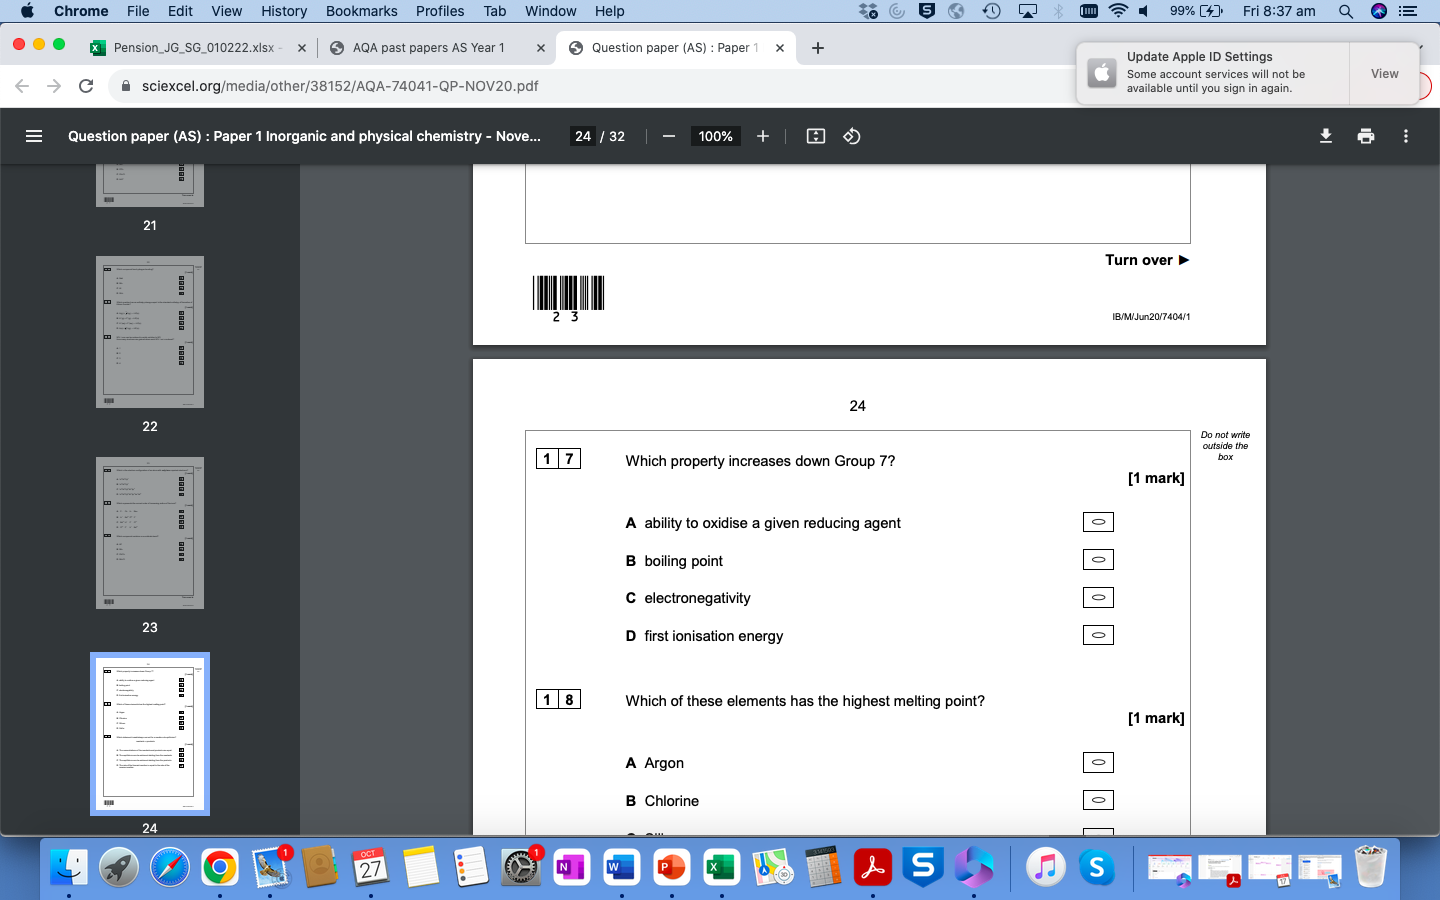 Chrome File Edit View History Bookmarks Profiles Tab Window Help 99% Fri 8:37 am
Pension_JG_SG_010222.xlsx -
AQA past papers AS Year 1
Question paper (AS) : Paper 1
Update Apple ID Settings
Some account services will not be
available until you sign in again.
View
sciexcel.org/media/other/38152/AQA-74041-QP-NOV20.pdf
Question paper (AS) : Paper 1 Inorganic and physical chemistry - Nove... 24 / 32 100%
21
22
23
24
Turn over
2 3
IB/M/Jun20/7404/1
24
Do not write
outside the
box
1 7 Which property increases down Group 7?
[1 mark]
A ability to oxidise a given reducing agent
B boiling point
C electronegativity
D first ionisation energy
1 8 Which of these elements has the highest melting point?
[1 mark]
A Argon
B Chlorine
1
OCT
27
1